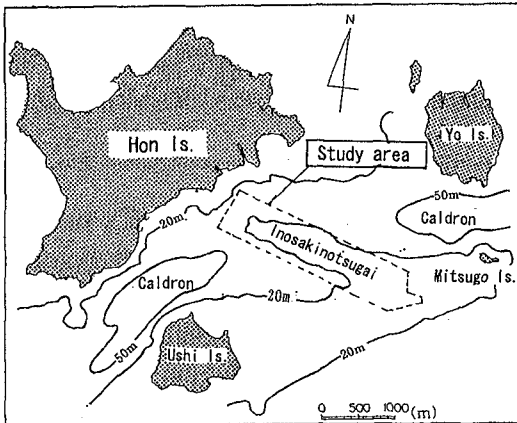 N
Hon Is.
Yo Is.
Study area
50m
Caldron
20m
Inosakinotsugai
Mitsugo Is.
Caldron
20m
50m
Ushi Is.
20m
0 500 1000(m)